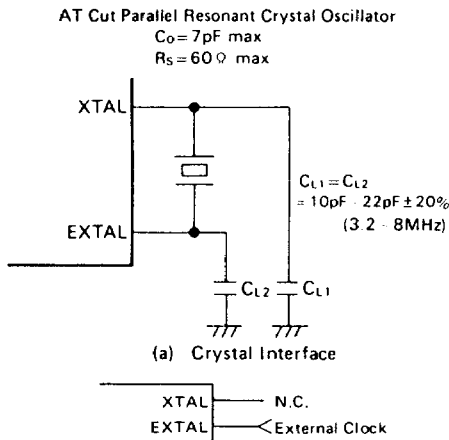 AT Cut Parallel Resonant Crystal Oscillator
C₀ = 7pF max
Rs = 60Ω max
XTAL
EXTAL
CL1 = CL2
= 10pF - 22pF ± 20%
(3.2 - 8MHz)
CL2
CL1
(a) Crystal Interface
XTAL
N.C.
EXTAL
External Clock